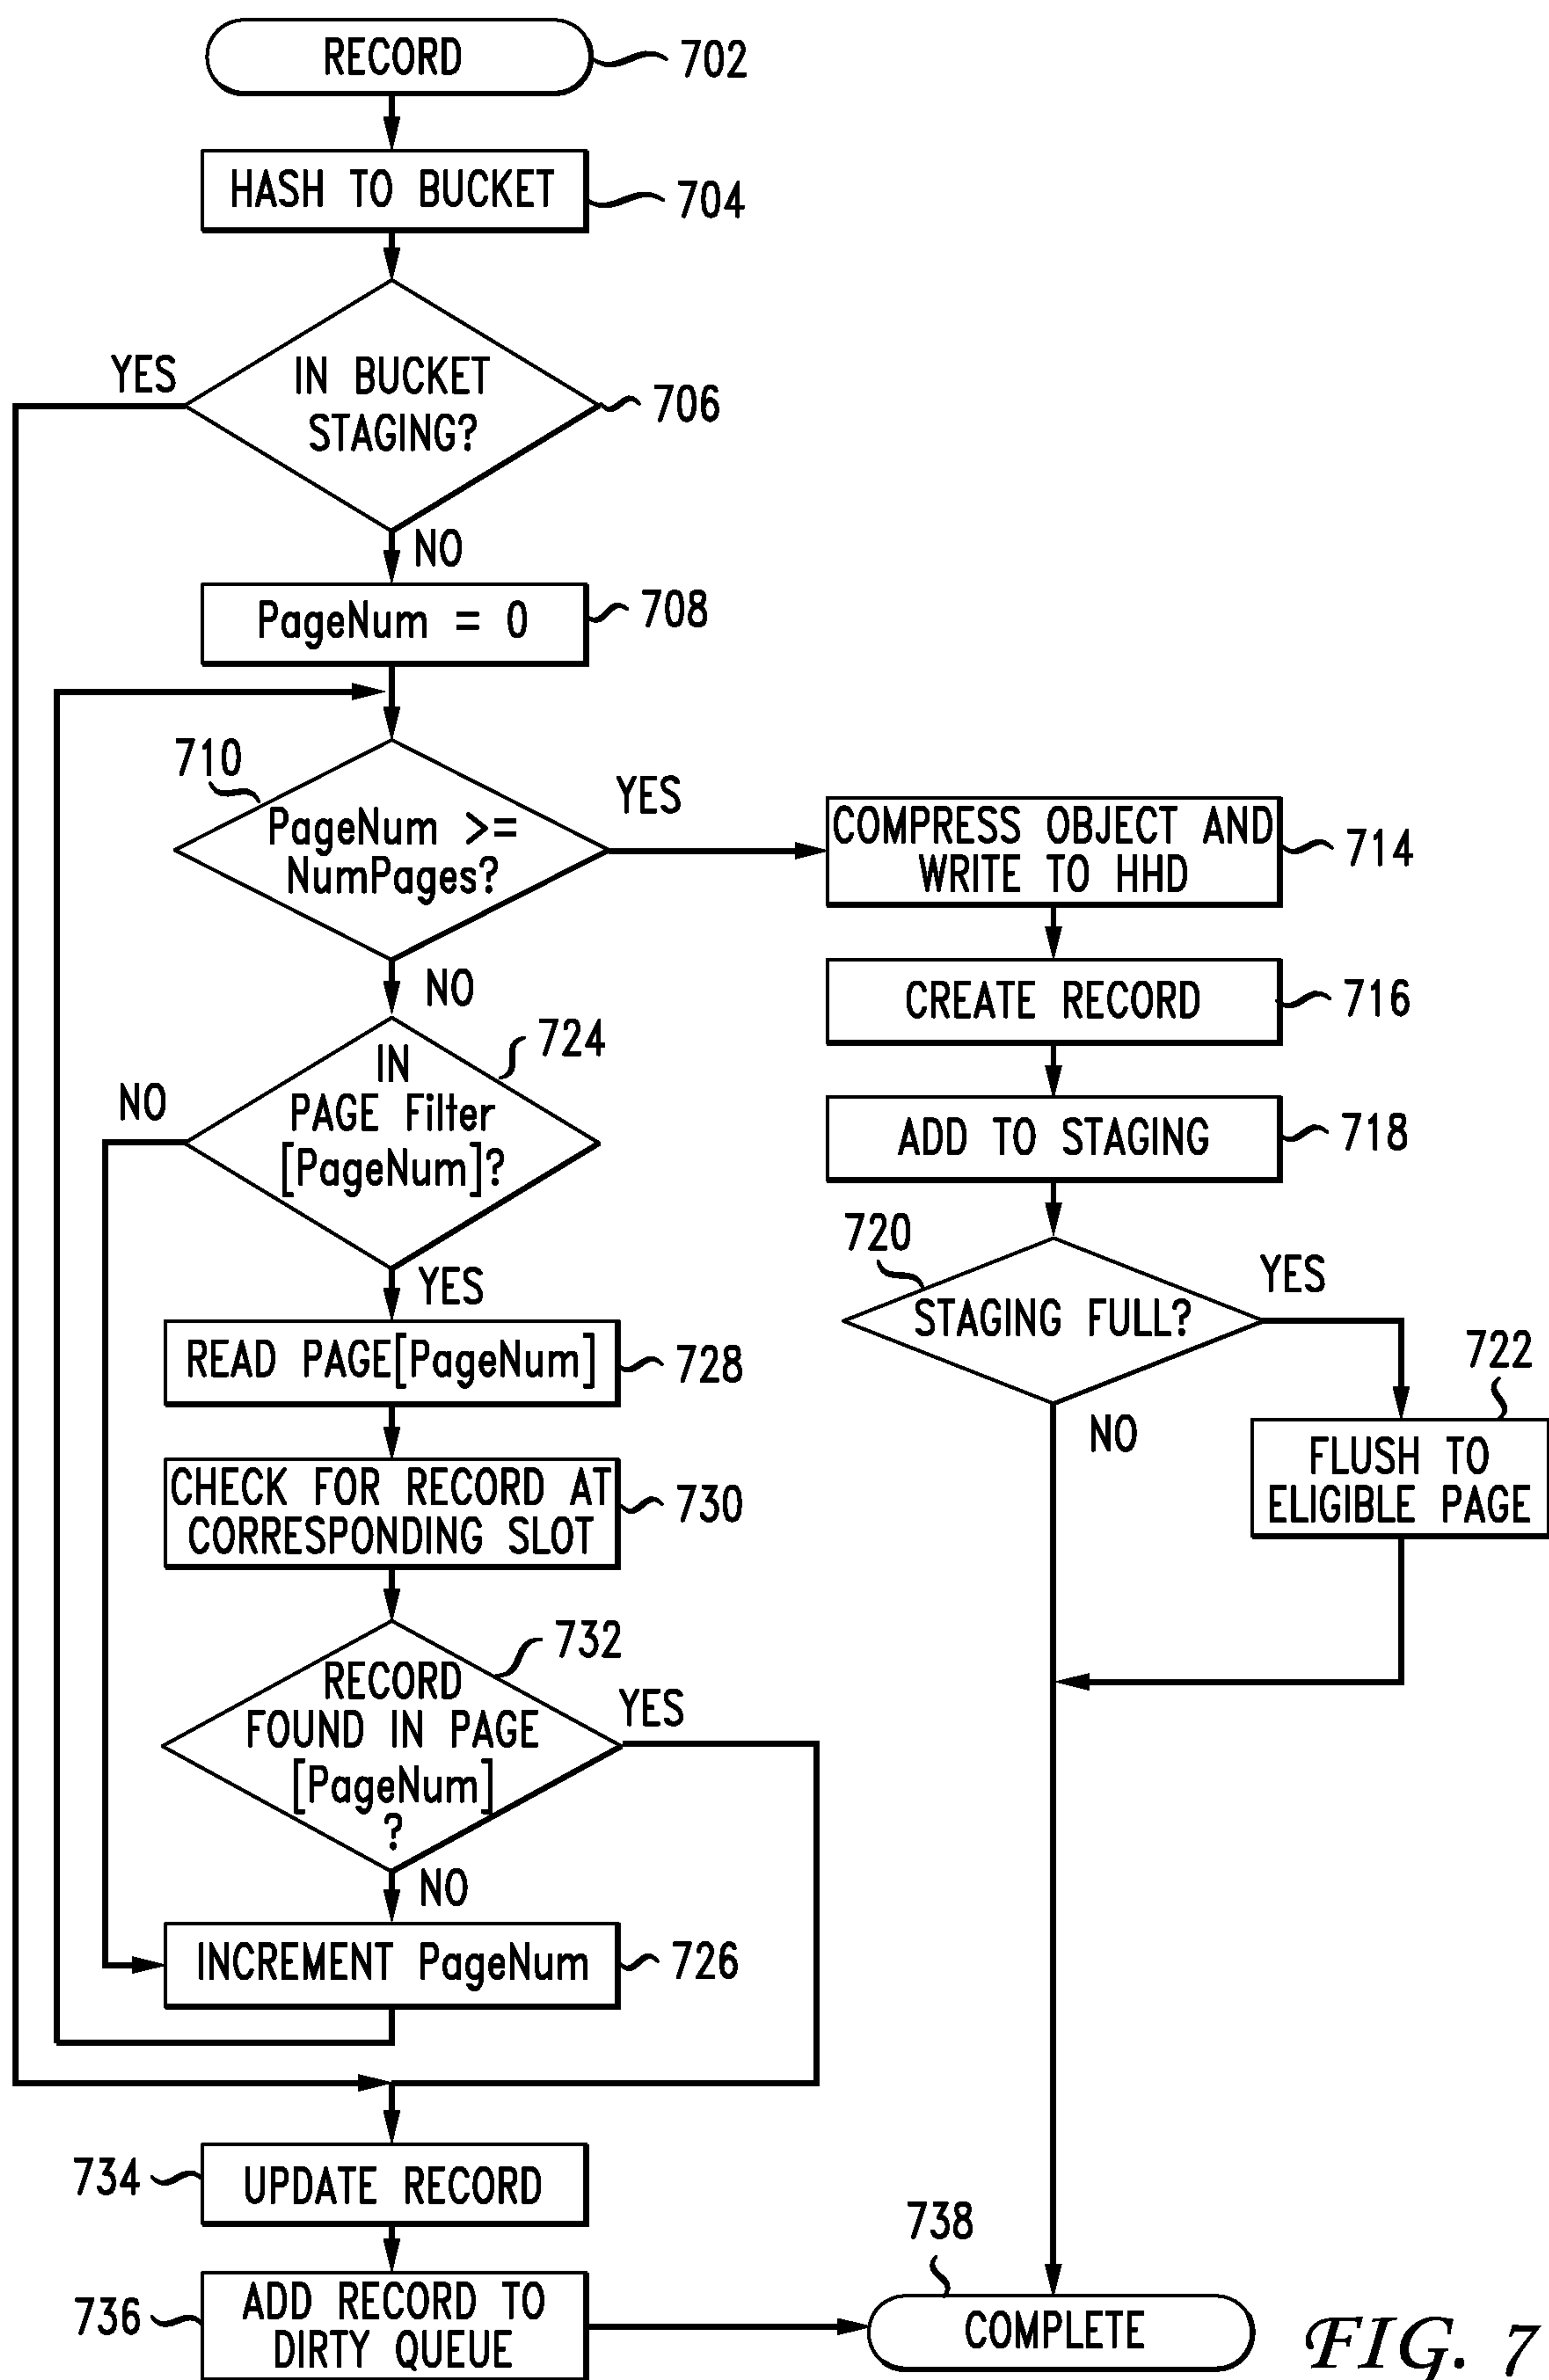 RECORD
702
HASH TO BUCKET
704
YES
IN BUCKET
STAGING?
706
NO
PageNum = 0
708
710
PageNum >=
NumPages?
YES
COMPRESS OBJECT AND
WRITE TO HHD
714
NO
CREATE RECORD
716
724
IN
PAGE Filter
[PageNum]?
NO
YES
ADD TO STAGING
718
720
STAGING FULL?
YES
NO
722
FLUSH TO
ELIGIBLE PAGE
READ PAGE[PageNum]
728
CHECK FOR RECORD AT
CORRESPONDING SLOT
730
732
RECORD
FOUND IN PAGE
[PageNum]
?
YES
NO
INCREMENT PageNum
726
734
UPDATE RECORD
736
ADD RECORD TO
DIRTY QUEUE
738
COMPLETE
FIG. 7